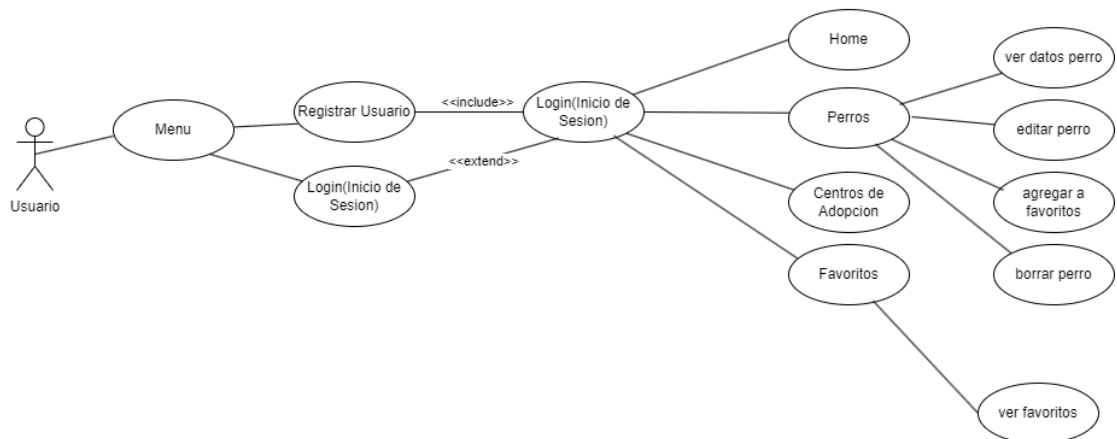 Usuario
Menu
Registrar Usuario
Login(Inicio de
Sesion)
<<include>>
<<extend>>
Login(Inicio de
Sesion)
Home
Perros
Centros de
Adopcion
Favoritos
ver datos perro
editar perro
agregar a
favoritos
borrar perro
ver favoritos